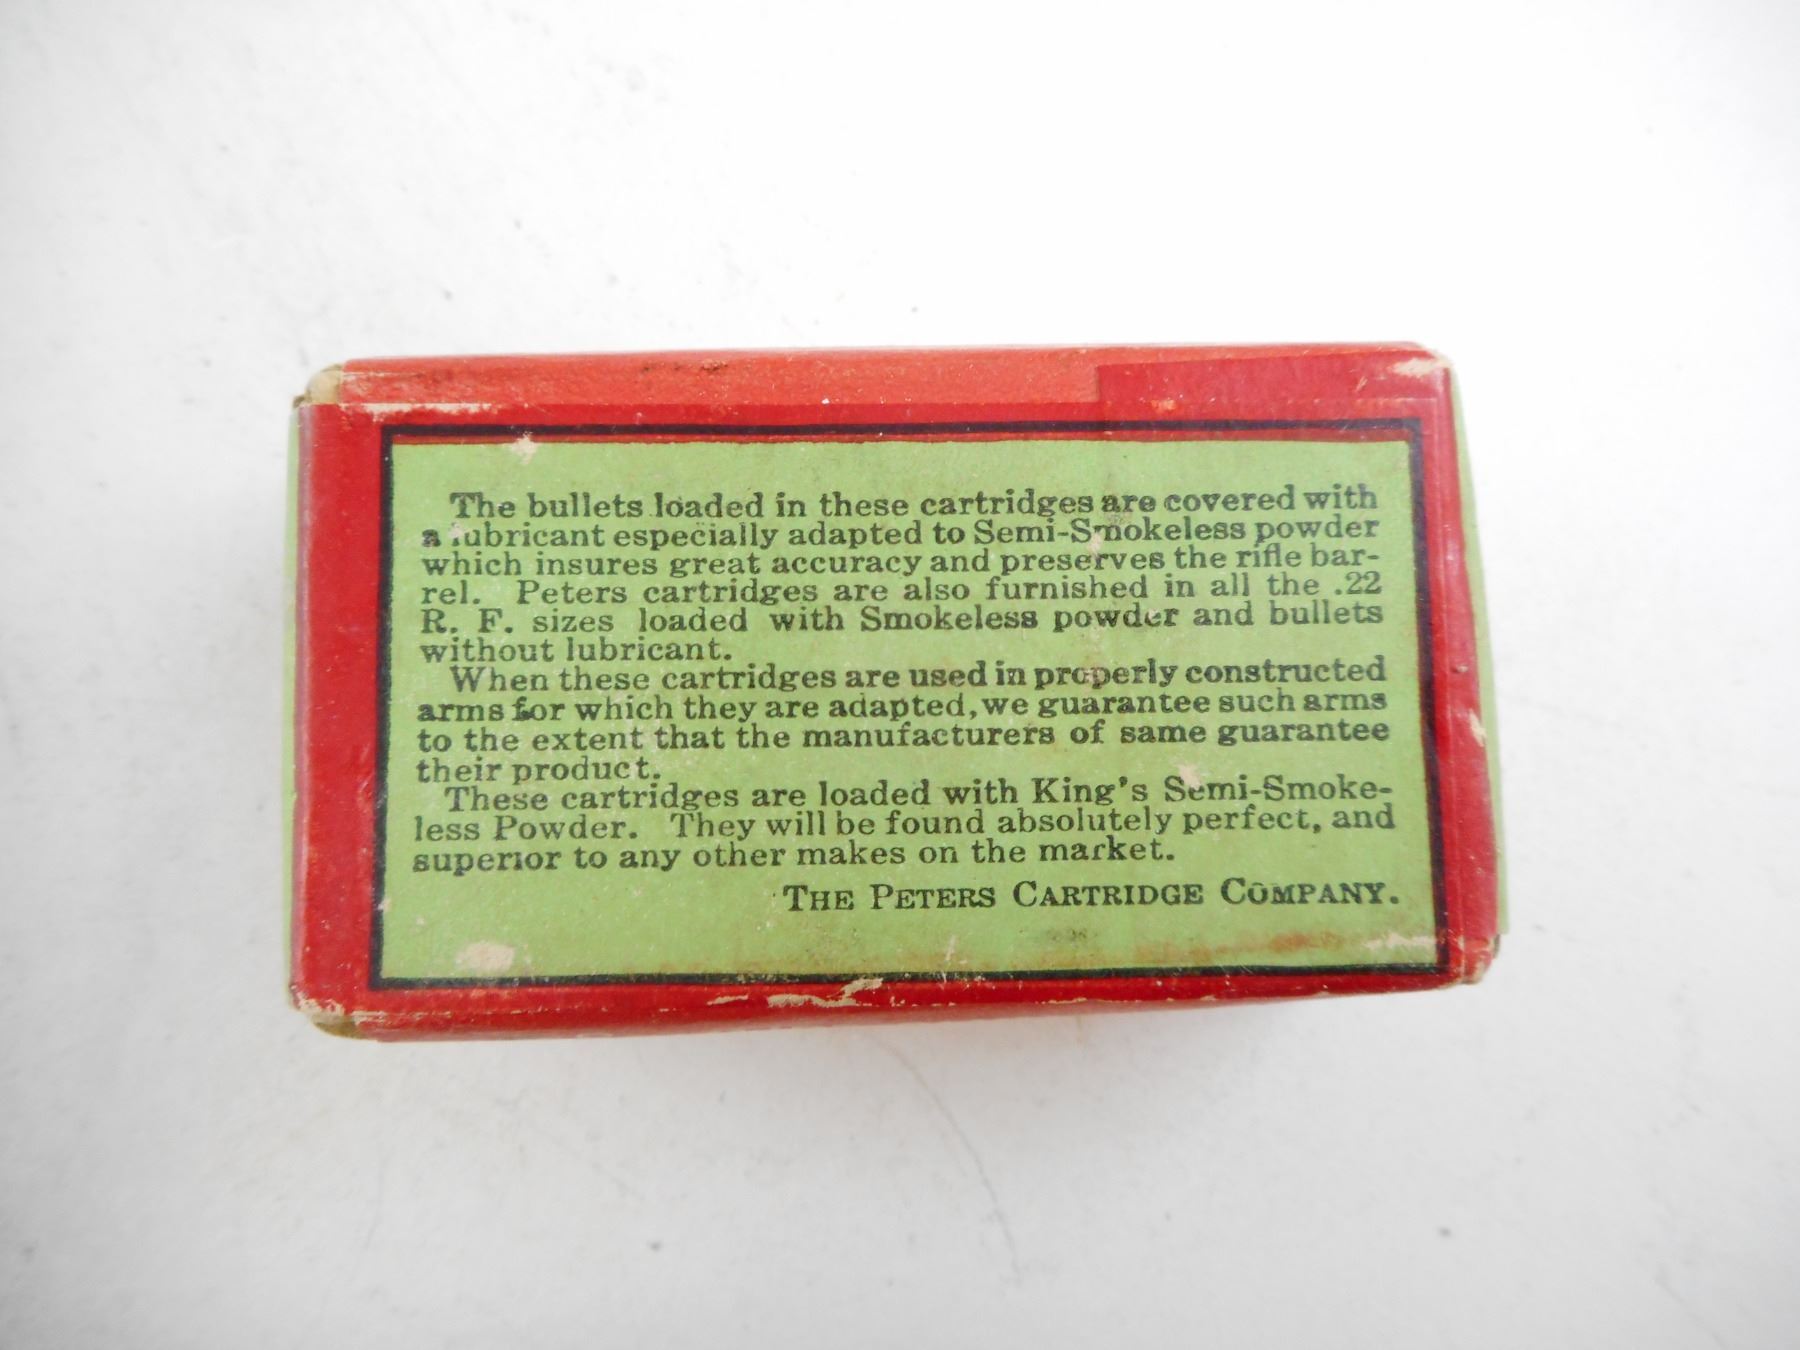 The bullets loaded in these cartridges are covered with
a lubricant especially adapted to Semi-Smokeless powder
which insures great accuracy and preserves the rifle bar-
rel. Peters cartridges are also furnished in all the .22
R. F. sizes loaded with Smokeless powder and bullets
without lubricant.
When these cartridges are used in properly constructed
arms for which they are adapted, we guarantee such arms
to the extent that the manufacturers of same guarantee
their product.
These cartridges are loaded with King's Semi-Smoke-
less Powder. They will be found absolutely perfect, and
superior to any other makes on the market.
THE PETERS CARTRIDGE COMPANY.